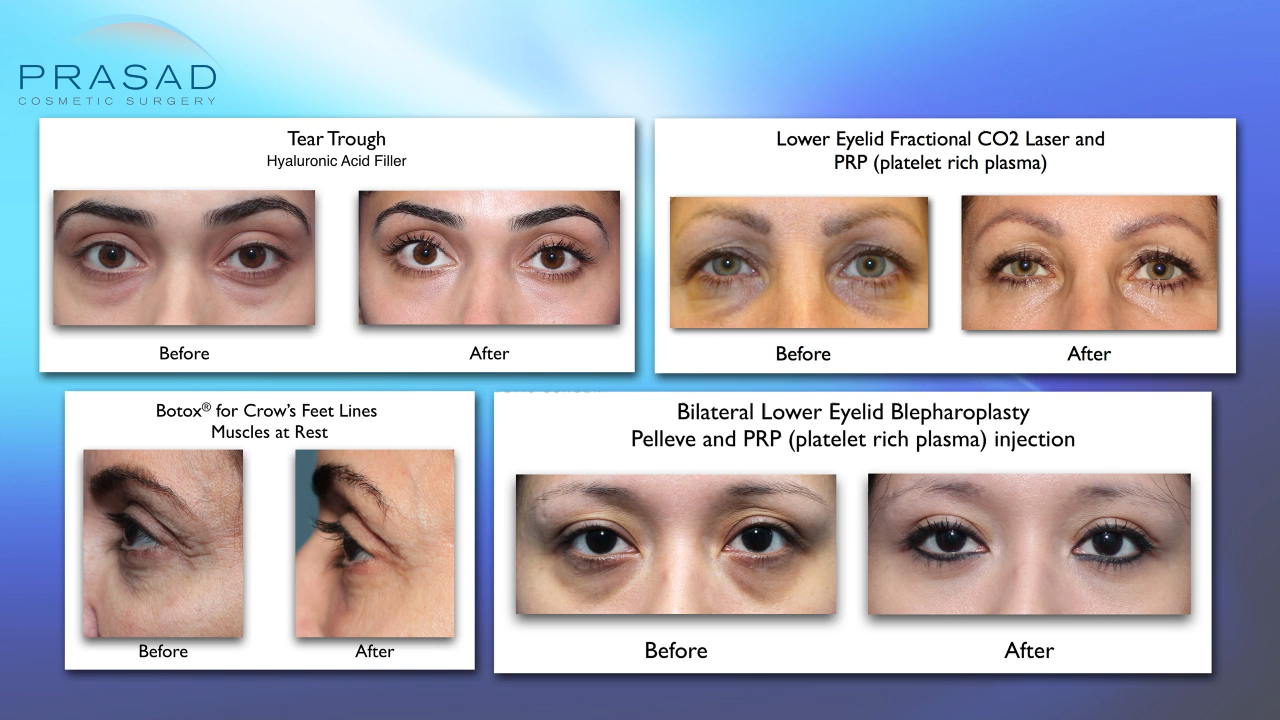 PRASAD
COSMETIC SURGERY
Tear Trough
Hyaluronic Acid Filler
Before
After
Lower Eyelid Fractional CO2 Laser and
PRP (platelet rich plasma)
Before
After
Botox® for Crow's Feet Lines
Muscles at Rest
Before
After
Bilateral Lower Eyelid Blepharoplasty
Pelleve and PRP (platelet rich plasma) injection
Before
After